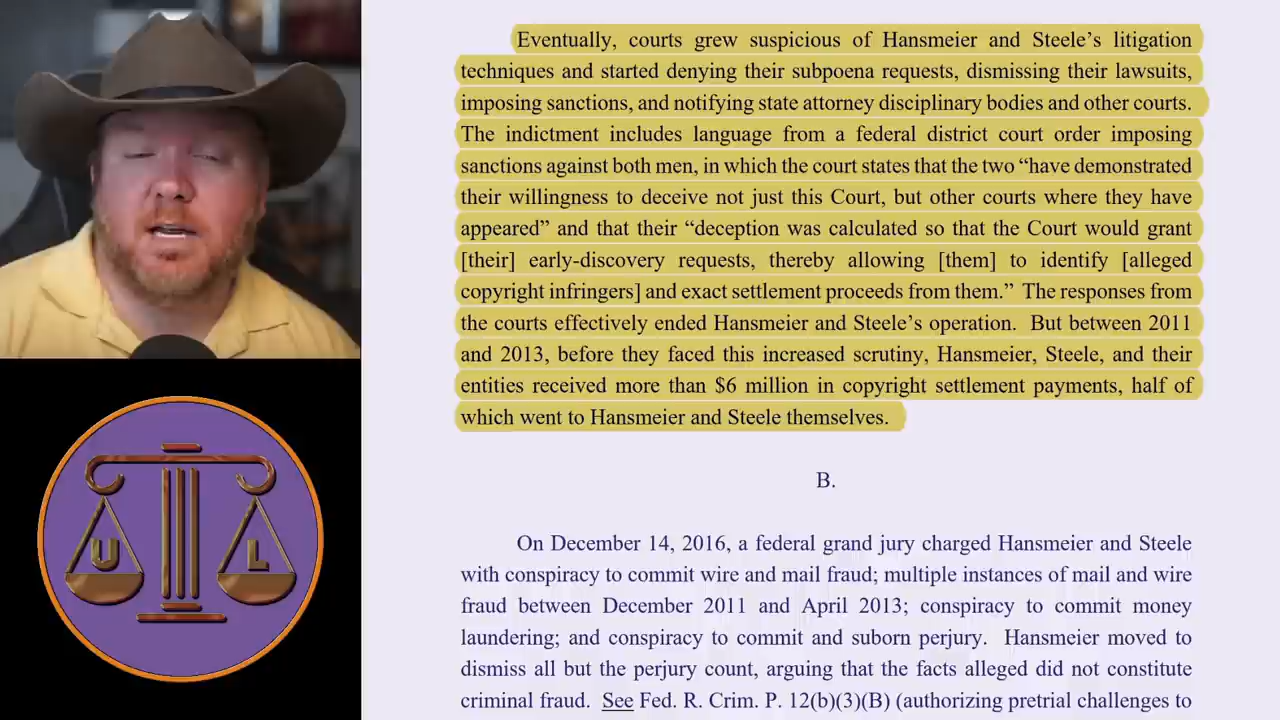 Eventually, courts grew suspicious of Hansmeier and Steele’s litigation
techniques and started denying their subpoena requests, dismissing their lawsuits,
imposing sanctions, and notifying state attorney disciplinary bodies and other courts.
The indictment includes language from a federal district court order imposing
sanctions against both men, in which the court states that the two “have demonstrated
their willingness to deceive not just this Court, but other courts where they have
appeared” and that their “deception was calculated so that the Court would grant
[their] early-discovery requests, thereby allowing [them] to identify [alleged
copyright infringers] and exact settlement proceeds from them.” The responses from
the courts effectively ended Hansmeier and Steele’s operation. But between 2011
and 2013, before they faced this increased scrutiny, Hansmeier, Steele, and their
entities received more than $6 million in copyright settlement payments, half of
which went to Hansmeier and Steele themselves.
B.
On December 14, 2016, a federal grand jury charged Hansmeier and Steele
with conspiracy to commit wire and mail fraud; multiple instances of mail and wire
fraud between December 2011 and April 2013; conspiracy to commit money
laundering; and conspiracy to commit and suborn perjury. Hansmeier moved to
dismiss all but the perjury count, arguing that the facts alleged did not constitute
criminal fraud. See Fed. R. Crim. P. 12(b)(3)(B) (authorizing pretrial challenges to
U L